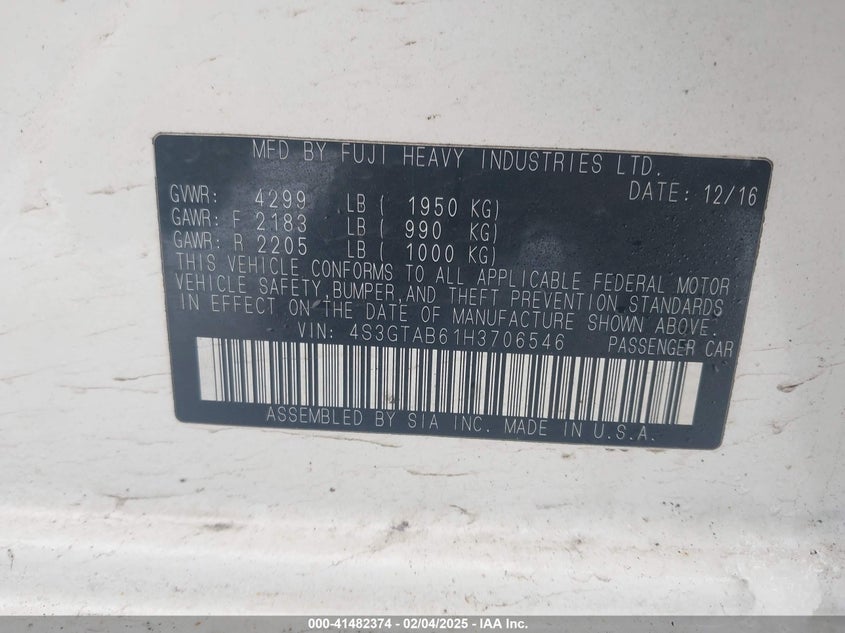 MFD BY FUJI HEAVY INDUSTRIES LTD.
DATE: 12/16
GVWR: 4299 LB ( 1950 KG)
GAWR: F 2183 LB ( 990 KG)
GAWR: R 2205 LB ( 1000 KG)
THIS VEHICLE CONFORMS TO ALL APPLICABLE FEDERAL MOTOR
VEHICLE SAFETY,BUMPER,AND THEFT PREVENTION STANDARDS
IN EFFECT ON THE DATE OF MANUFACTURE SHOWN ABOVE:
VIN: 4S3GTAB61H3706546 PASSENGER CAR
ASSEMBLED BY SIA INC. MADE IN U.S.A.
000-41482374 - 02/04/2025 - IAA Inc.